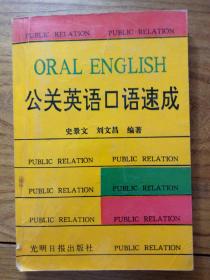 PUBLIC RELATION PUBLIC RELATION
ORAL ENGLISH
公关英语口语速成
史景文 刘文昌 编著
PUBLIC RELATION PUBLIC RELATION
PUBLIC RELATION PUBLIC RELATION
PUBLIC RELATION PUBLIC RELATION
光明日报出版社 PUBLIC RELATION